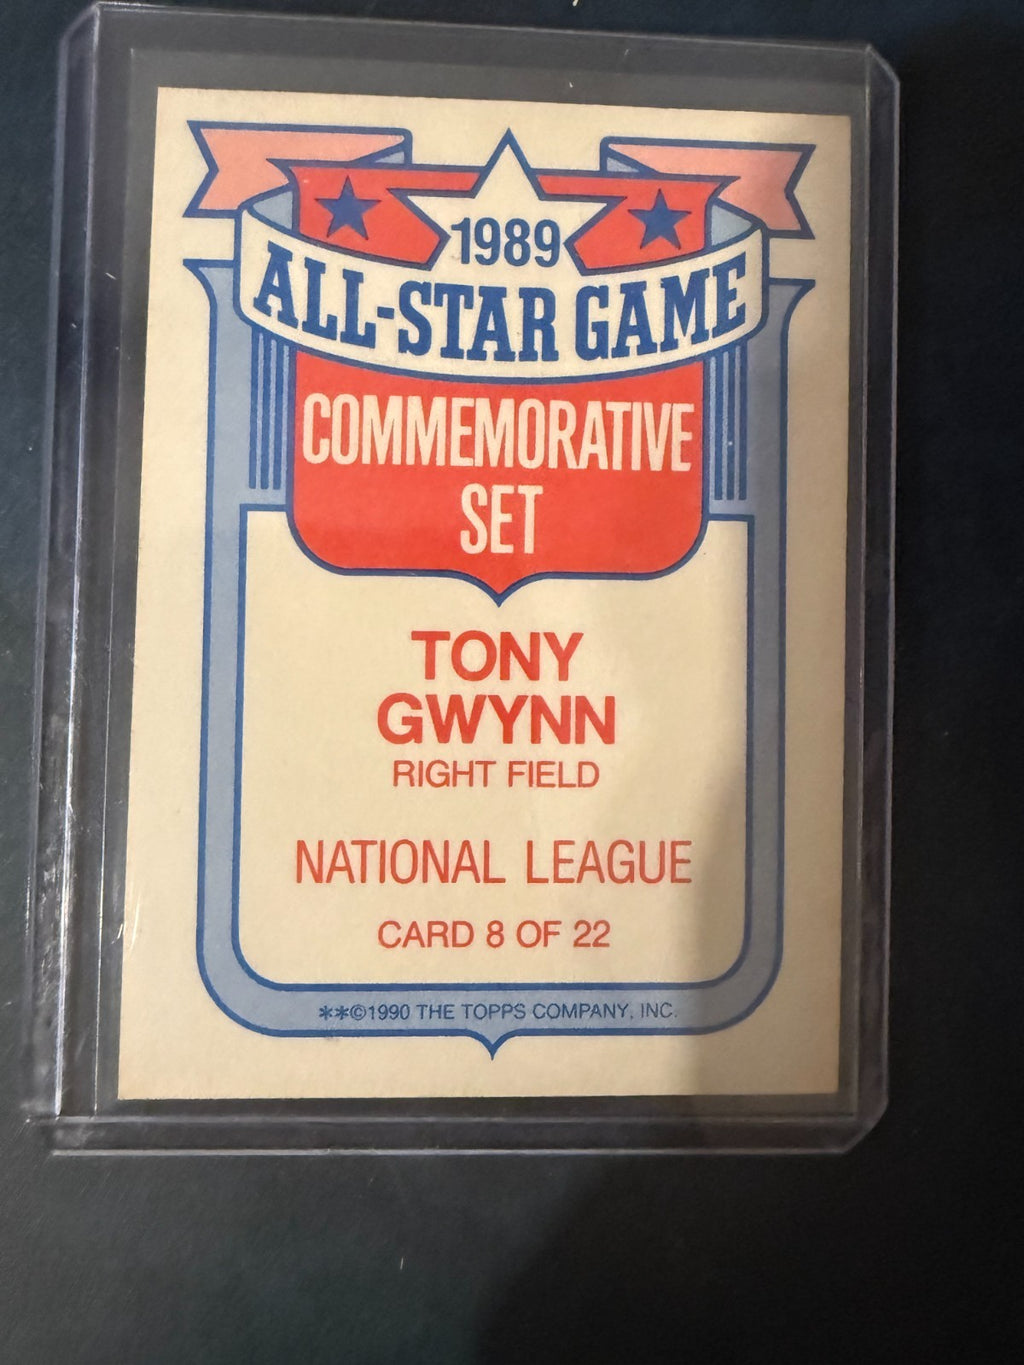 1989
ALL-STAR GAME
COMMEMORATIVE
SET
TONY
GWYNN
RIGHT FIELD
NATIONAL LEAGUE
CARD 8 OF 22
**©1990 THE TOPPS COMPANY, INC.